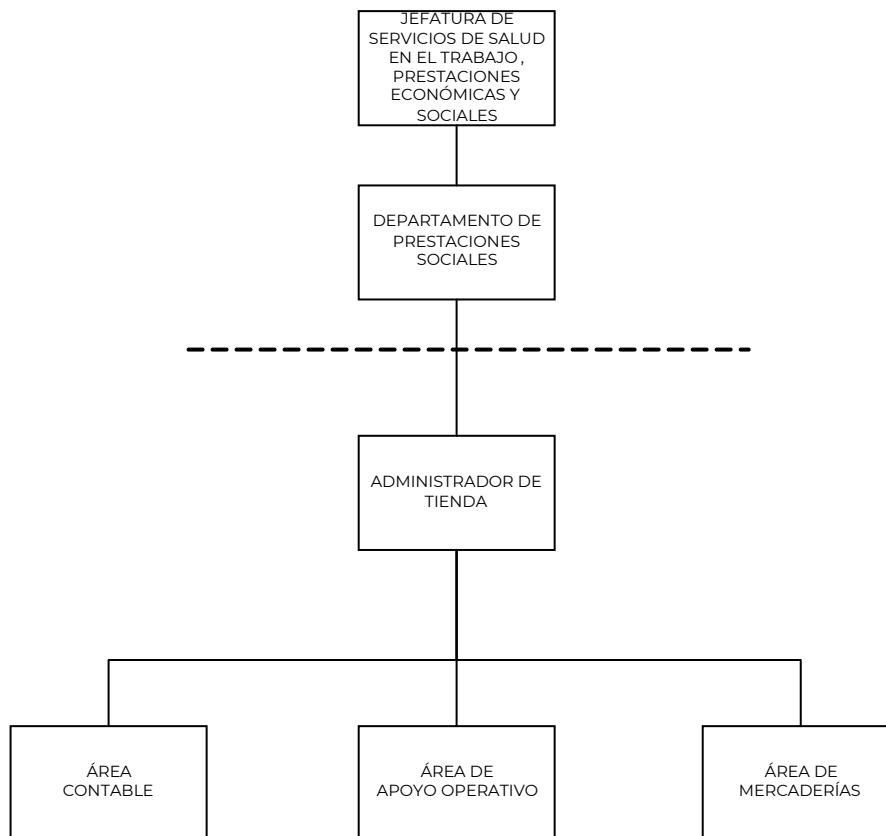 JEFATURA DE
SERVICIOS DE SALUD
EN EL TRABAJO ,
PRESTACIONES
ECONÓMICAS Y
SOCIALES
DEPARTAMENTO DE
PRESTACIONES
SOCIALES
ADMINISTRADOR DE
TIENDA
ÁREA
CONTABLE
ÁREA DE
APOYO OPERATIVO
ÁREA DE
MERCADERÍAS